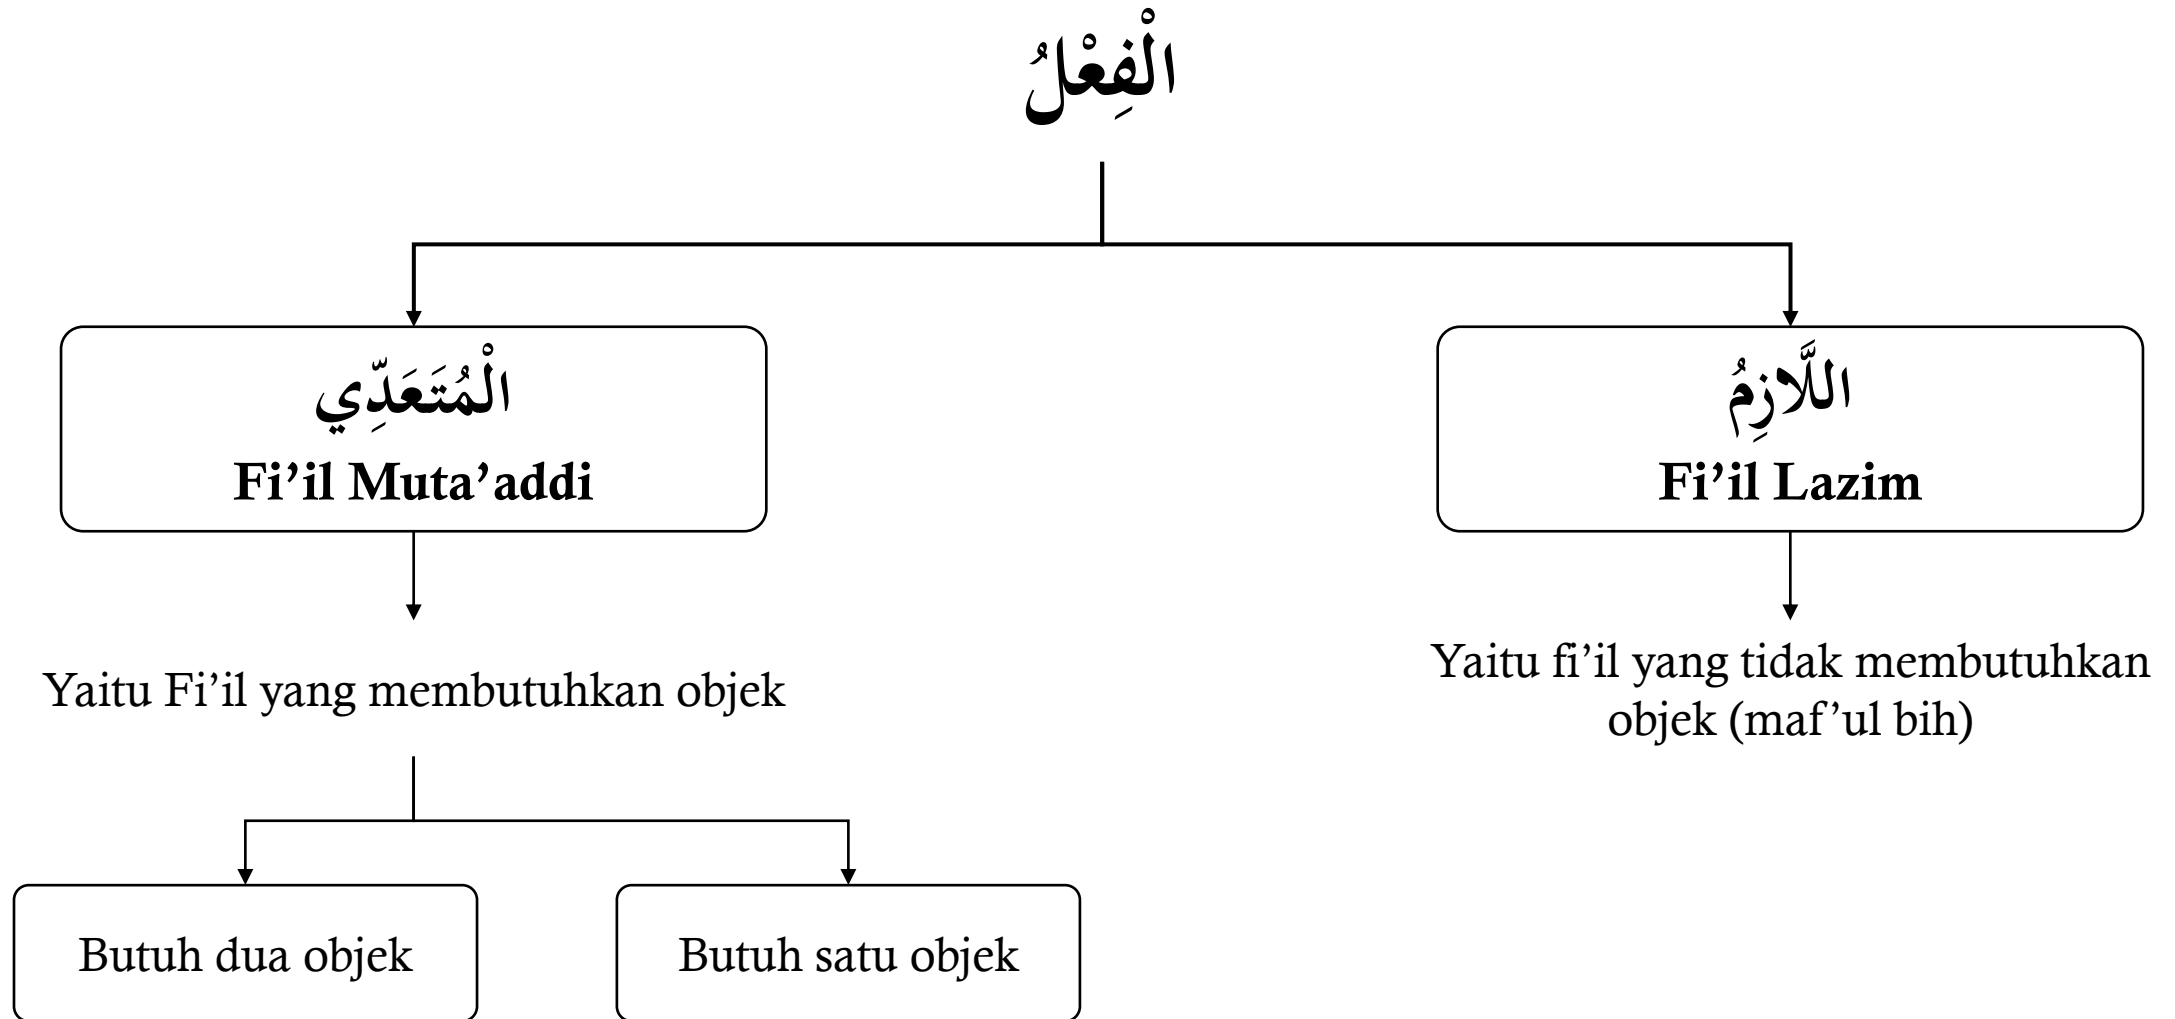 الْفِعْلُ
الْمُتَعَدِّي
Fi’il Muta’addi
اللَّازِمُ
Fi’il Lazim
Yaitu Fi’il yang membutuhkan objek
Yaitu fi’il yang tidak membutuhkan
objek (maf’ul bih)
Butuh dua objek
Butuh satu objek